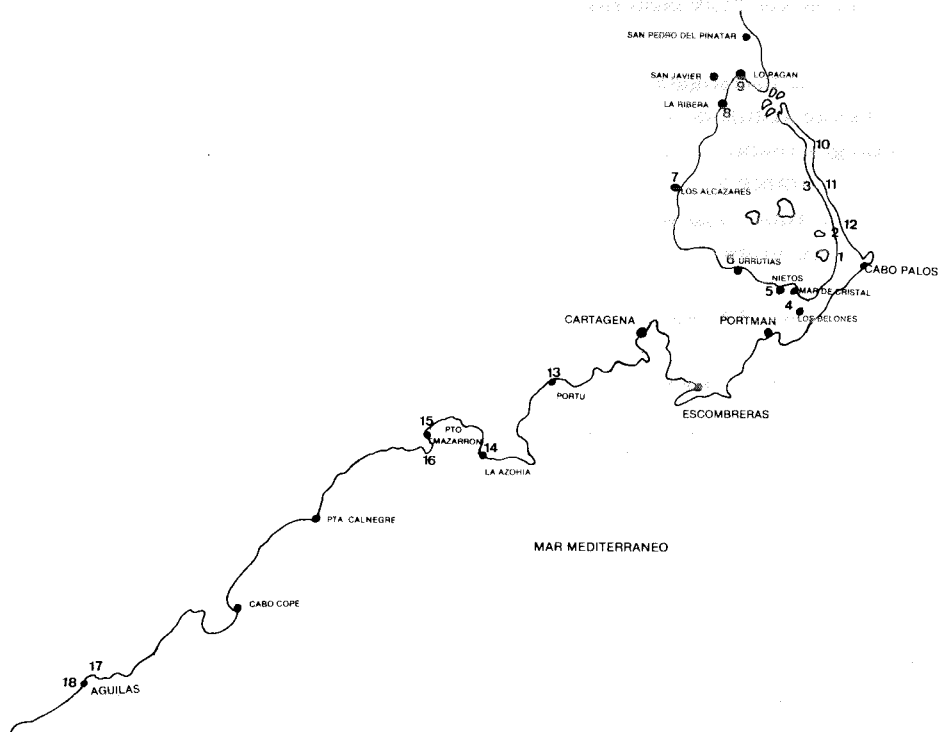 SAN PEDRO DEL PINATAR
SAN JAVIER
LO PAGAN
9
LA RIBERA
8
10
7
3
11
LOS ALCAZARES
12
2
6
URRUTIAS
1
CABO PALOS
NIETOS
5
MAR DE CRISTAL
4
LOS BELONES
CARTAGENA
PORTMAN
13
PORTU
ESCOMBRERAS
15
PTO
MAZARRON
14
16
LA AZOHIA
PTA CALNEGRE
MAR MEDITERRANEO
CABO COPE
17
18
AGUILAS